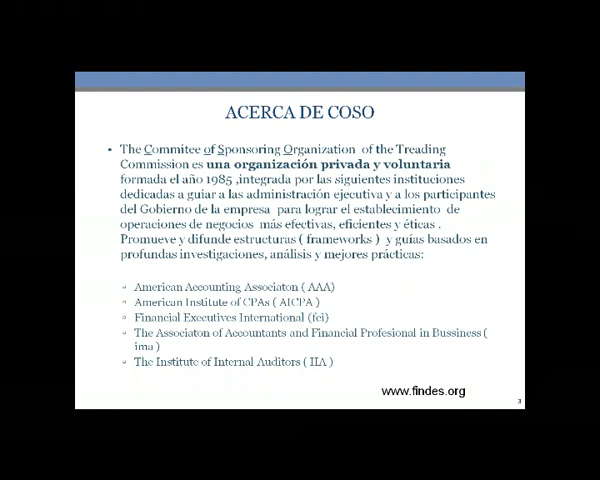 ACERCA DE COSO
• The Commitee of Sponsoring Organization of the Treading
Commission es una organización privada y voluntaria
formada el año 1985 ,integrada por las siguientes instituciones
dedicadas a guiar a las administración ejecutiva y a los participantes
del Gobierno de la empresa para lograr el establecimiento de
operaciones de negocios más efectivas, eficientes y éticas .
Promueve y difunde estructuras ( frameworks ) y guías basados en
profundas investigaciones, análisis y mejores prácticas:
◦ American Accounting Associaton ( AAA)
◦ American Institute of CPAs ( AICPA )
◦ Financial Executives International (fei)
◦ The Associaton of Accountants and Financial Profesional in Bussiness (
ima )
◦ The Institute of Internal Auditors ( IIA )
www.findes.org
3